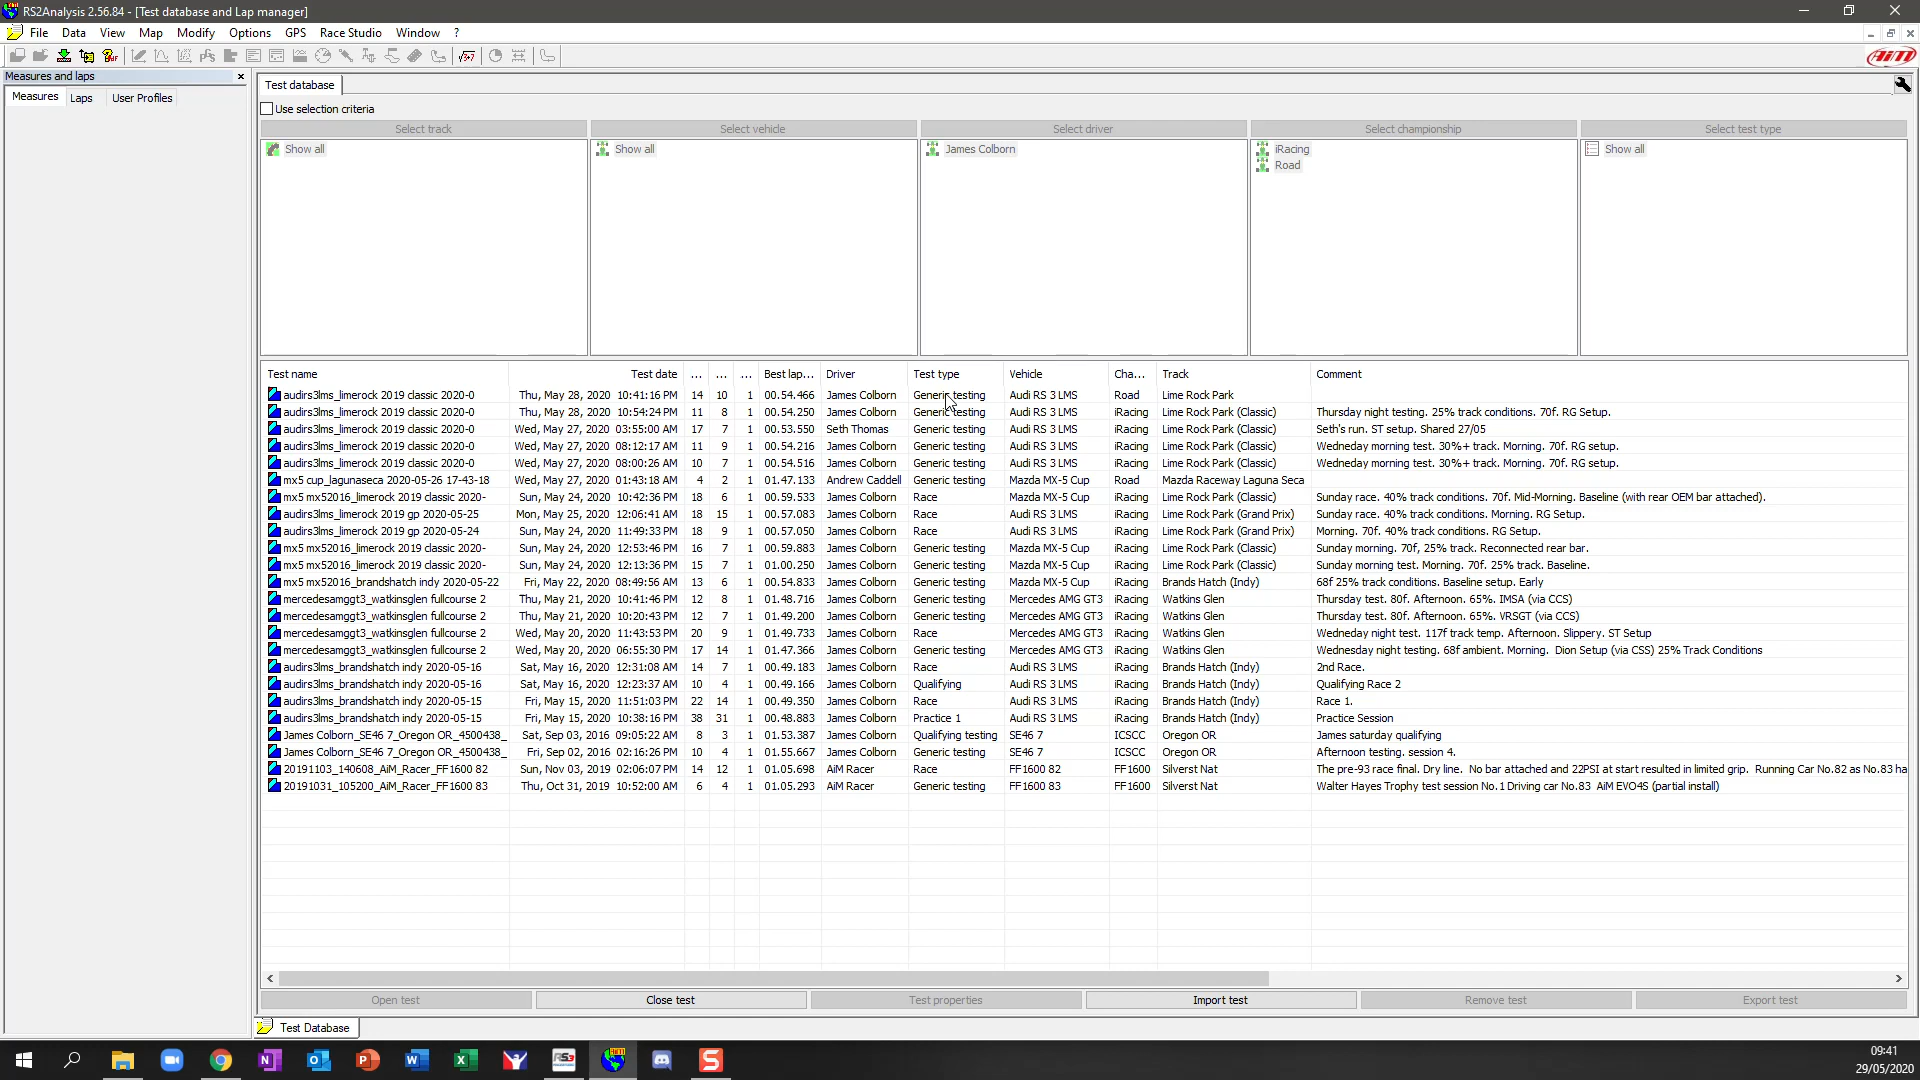 RS2Analysis 2.56.84 - [Test database and Lap manager]
File Data View Map Modify Options GPS Race Studio Window ?
Measures and laps
Measures Laps User Profiles
Test database
Use selection criteria
Select track Select vehicle Select driver Select championship Select test type
Show all Show all James Colborn iRacing Show all
Road
Test name Test date ... ... ... Best lap... Driver Test type Vehicle Cha... Track Comment
audirs3lms_limerock 2019 classic 2020-0 Thu, May 28, 2020 10:41:16 PM 14 10 1 00.54.466 James Colborn Generic testing Audi RS 3 LMS Road Lime Rock Park
audirs3lms_limerock 2019 classic 2020-0 Thu, May 28, 2020 10:54:24 PM 11 8 1 00.54.250 James Colborn Generic testing Audi RS 3 LMS iRacing Lime Rock Park (Classic) Thursday night testing. 25% track conditions. 70f. RG Setup.
audirs3lms_limerock 2019 classic 2020-0 Wed, May 27, 2020 03:55:00 AM 17 7 1 00.53.550 Seth Thomas Generic testing Audi RS 3 LMS iRacing Lime Rock Park (Classic) Seth's run. ST setup. Shared 27/05
audirs3lms_limerock 2019 classic 2020-0 Wed, May 27, 2020 08:12:17 AM 11 9 1 00.54.216 James Colborn Generic testing Audi RS 3 LMS iRacing Lime Rock Park (Classic) Wedneday morning test. 30%+ track. Morning. 70f. RG setup.
audirs3lms_limerock 2019 classic 2020-0 Wed, May 27, 2020 08:00:26 AM 10 7 1 00.54.516 James Colborn Generic testing Audi RS 3 LMS iRacing Lime Rock Park (Classic) Wedneday morning test. 30%+ track. Morning. 70f. RG setup.
mx5 cup_lagunaseca 2020-05-26 17-43-18 Wed, May 27, 2020 01:43:18 AM 4 2 1 01.47.133 Andrew Caddell Generic testing Mazda MX-5 Cup Road Mazda Raceway Laguna Seca
mx5 mx52016_limerock 2019 classic 2020- Sun, May 24, 2020 10:42:36 PM 18 6 1 00.59.533 James Colborn Race Mazda MX-5 Cup iRacing Lime Rock Park (Classic) Sunday race. 40% track conditions. 70f. Mid-Morning. Baseline (with rear OEM bar attached).
audirs3lms_limerock 2019 gp 2020-05-25 Mon, May 25, 2020 12:06:41 AM 18 15 1 00.57.083 James Colborn Race Audi RS 3 LMS iRacing Lime Rock Park (Grand Prix) Sunday race. 40% track conditions. Morning. RG Setup.
audirs3lms_limerock 2019 gp 2020-05-24 Sun, May 24, 2020 11:49:33 PM 18 9 1 00.57.050 James Colborn Race Audi RS 3 LMS iRacing Lime Rock Park (Grand Prix) Morning. 70f. 40% track conditions. RG Setup.
mx5 mx52016_limerock 2019 classic 2020- Sun, May 24, 2020 12:53:46 PM 16 7 1 00.59.883 James Colborn Generic testing Mazda MX-5 Cup iRacing Lime Rock Park (Classic) Sunday morning. 70f, 25% track. Reconnected rear bar.
mx5 mx52016_limerock 2019 classic 2020- Sun, May 24, 2020 12:13:36 PM 15 7 1 01.00.250 James Colborn Generic testing Mazda MX-5 Cup iRacing Lime Rock Park (Classic) Sunday morning test. Morning. 70f. 25% track. Baseline.
mx5 mx52016_brandshatch indy 2020-05-22 Fri, May 22, 2020 08:49:56 AM 13 6 1 00.54.833 James Colborn Generic testing Mazda MX-5 Cup iRacing Brands Hatch (Indy) 68f 25% track conditions. Baseline setup. Early
mercedesamggt3_watkinsglen fullcourse 2 Thu, May 21, 2020 10:41:46 PM 12 8 1 01.48.716 James Colborn Generic testing Mercedes AMG GT3 iRacing Watkins Glen Thursday test. 80f. Afternoon. 65%. IMSA (via CCS)
mercedesamggt3_watkinsglen fullcourse 2 Thu, May 21, 2020 10:20:43 PM 12 7 1 01.49.200 James Colborn Generic testing Mercedes AMG GT3 iRacing Watkins Glen Thursday test. 80f. Afternoon. 65%. VRSGT (via CCS)
mercedesamggt3_watkinsglen fullcourse 2 Wed, May 20, 2020 11:43:53 PM 20 9 1 01.49.733 James Colborn Race Mercedes AMG GT3 iRacing Watkins Glen Wedneday night test. 117f track temp. Afternoon. Slippery. ST Setup
mercedesamggt3_watkinsglen fullcourse 2 Wed, May 20, 2020 06:55:30 PM 17 14 1 01.47.366 James Colborn Generic testing Mercedes AMG GT3 iRacing Watkins Glen Wednesday night testing. 68f ambient. Morning. Dion Setup (via CSS) 25% Track Conditions
audirs3lms_brandshatch indy 2020-05-16 Sat, May 16, 2020 12:31:08 AM 14 7 1 00.49.183 James Colborn Race Audi RS 3 LMS iRacing Brands Hatch (Indy) 2nd Race.
audirs3lms_brandshatch indy 2020-05-16 Sat, May 16, 2020 12:23:37 AM 10 4 1 00.49.166 James Colborn Qualifying Audi RS 3 LMS iRacing Brands Hatch (Indy) Qualifying Race 2
audirs3lms_brandshatch indy 2020-05-15 Fri, May 15, 2020 11:51:03 PM 22 14 1 00.49.350 James Colborn Race Audi RS 3 LMS iRacing Brands Hatch (Indy) Race 1.
audirs3lms_brandshatch indy 2020-05-15 Fri, May 15, 2020 10:38:16 PM 38 31 1 00.48.883 James Colborn Practice 1 Audi RS 3 LMS iRacing Brands Hatch (Indy) Practice Session
James Colborn_SE46 7_Oregon OR_4500438_ Sat, Sep 03, 2016 09:05:22 AM 8 3 1 01.53.387 James Colborn Qualifying testing SE46 7 ICSCC Oregon OR James saturday qualifying
James Colborn_SE46 7_Oregon OR_4500438_ Fri, Sep 02, 2016 02:16:26 PM 10 4 1 01.55.667 James Colborn Generic testing SE46 7 ICSCC Oregon OR Afternoon testing. session 4.
20191103_140608_AiM_Racer_FF1600 82 Sun, Nov 03, 2019 02:06:07 PM 14 12 1 01.05.698 AiM Racer Race FF1600 82 FF1600 Silverst Nat The pre-93 race final. Dry line. No bar attached and 22PSI at start resulted in limited grip. Running Car No.82 as No.83 ha
20191031_105200_AiM_Racer_FF1600 83 Thu, Oct 31, 2019 10:52:00 AM 6 4 1 01.05.293 AiM Racer Generic testing FF1600 83 FF1600 Silverst Nat Walter Hayes Trophy test session No.1 Driving car No.83 AiM EVO4S (partial install)
Open test Close test Test properties Import test Remove test Export test
Test Database
09:41
29/05/2020